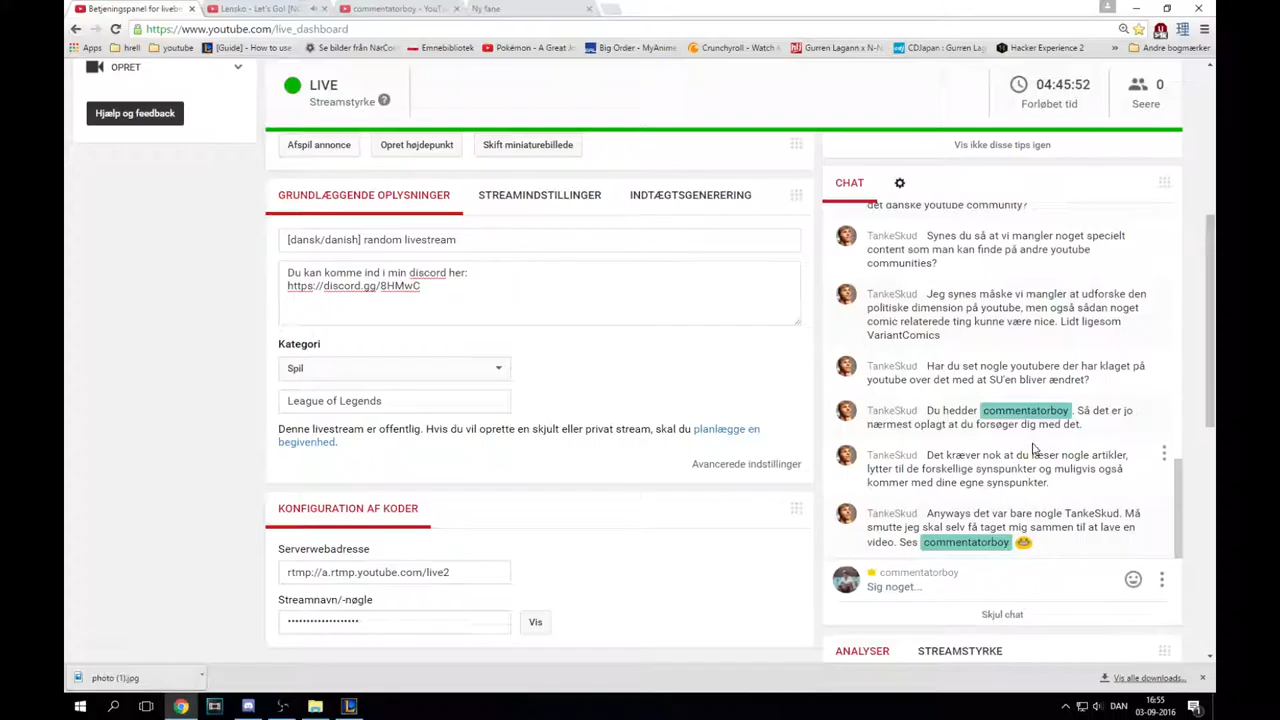 Betjeningspanel for livebe
Lensko - Let's Go! [N
commentatorboy - YouT
Ny fane
https://www.youtube.com/live_dashboard
Apps
hrell
youtube
[Guide] - How to use
Se bilder från NärCon
Emnebibliotek
Pokémon - A Great Jo
Big Order - MyAnime
Crunchyroll - Watch
Gurren Lagann x N-
CDJapan : Gurren Lag
Hacker Experience 2
»
Andre bogmærker
OPRET
Hjælp og feedback
LIVE
Streamstyrke
04:45:52
Forløbet tid
0
Seere
Afspil annonce
Opret højdepunkt
Skift miniaturebillede
GRUNDLÆGGENDE OPLYSNINGER
STREAMINDSTILLINGER
INDTÆGTSGENERERING
[dansk/danish] random livestream
Du kan komme ind i min discord her:
https://discord.gg/8HMwC
Kategori
Spil
League of Legends
Denne livestream er offentlig. Hvis du vil oprette en skjult eller privat stream, skal du planlægge en
begivenhed.
Avancerede indstillinger
KONFIGURATION AF KODER
Serverwebadresse
rtmp://a.rtmp.youtube.com/live2
Streamnavn/-nøgle
Vis
Vis ikke disse tips igen
CHAT
det danske youtube community?
TankeSkud Synes du så at vi mangler noget specielt
content som man kan finde på andre youtube
communities?
TankeSkud Jeg synes måske vi mangler at udforske den
politiske dimension på youtube, men også sådan noget
comic relaterede ting kunne være nice. Lidt ligesom
VariantComics
TankeSkud Har du set nogle youtubere der har klaget på
youtube over det med at SU'en bliver ændret?
TankeSkud Du hedder commentatorboy. Så det er jo
nærmest oplagt at du forsøger dig med det.
TankeSkud Det kræver nok at du læser nogle artikler,
lytter til de forskellige synspunkter og muligvis også
kommer med dine egne synspunkter.
TankeSkud Anyways det var bare nogle TankeSkud. Må
smutte jeg skal selv få taget mig sammen til at lave en
video. Ses commentatorboy
commentatorboy
Sig noget...
Skjul chat
ANALYSER
STREAMSTYRKE
photo (1).jpg
Vis alle downloads...
DAN
16:55
03-09-2016